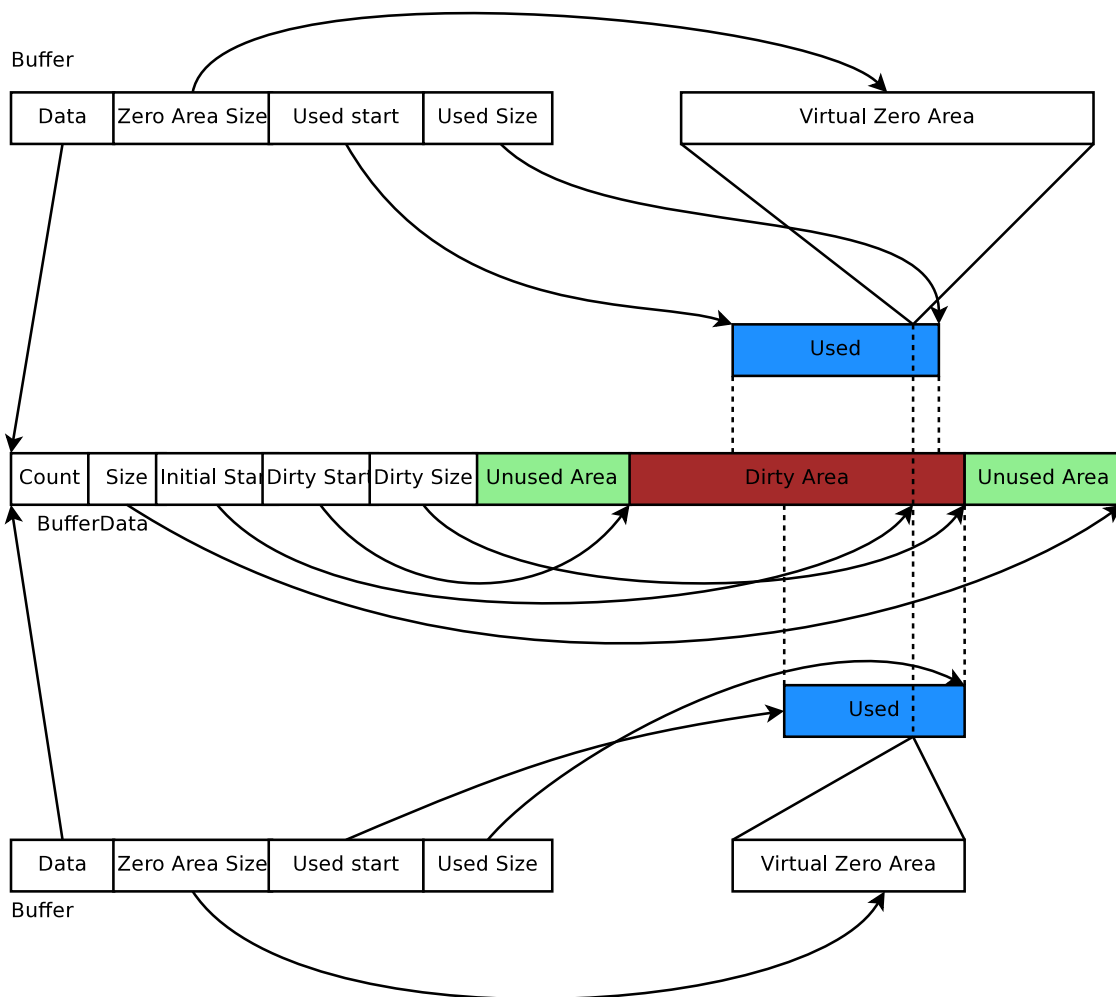 Buffer
Data Zero Area Size Used start Used Size Virtual Zero Area
Used
Count Size Initial Star Dirty Start Dirty Size Unused Area Dirty Area Unused Area
BufferData
Used
Data Zero Area Size Used start Used Size Virtual Zero Area
Buffer